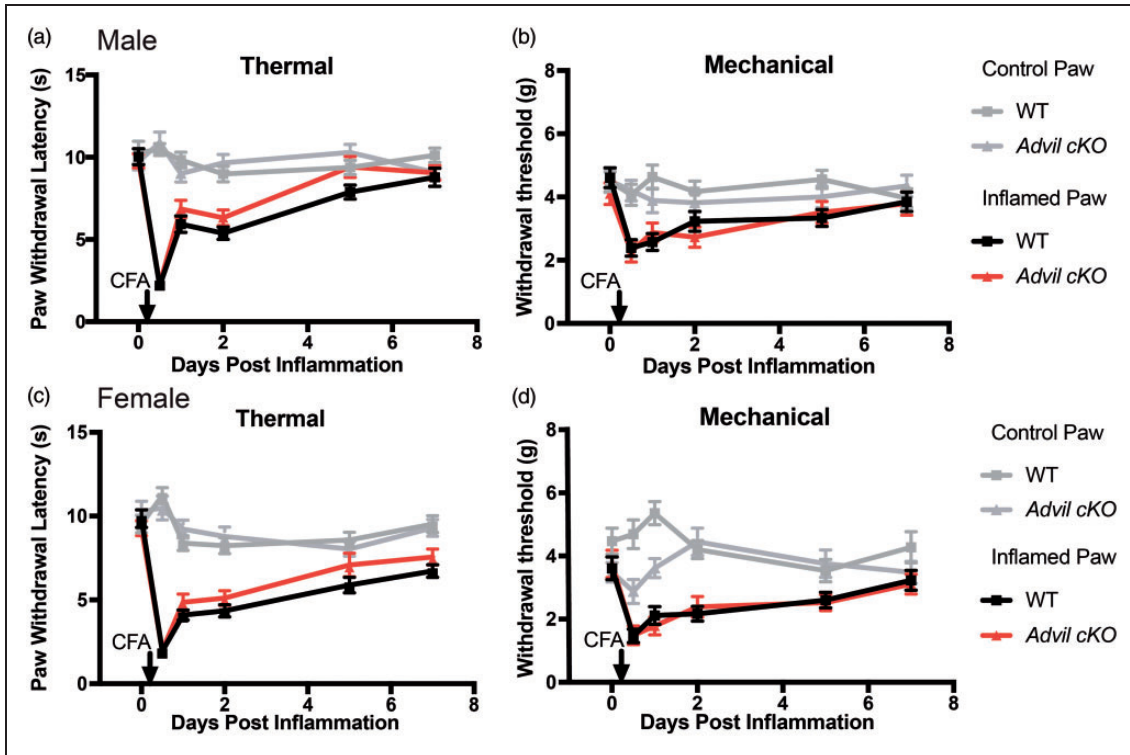 (a) Male
Thermal
Paw Withdrawal Latency (s)
15
10
5
0
CFA
0 2 4 6 8
Days Post Inflammation
(b)
Mechanical
Withdrawal threshold (g)
8
6
4
2
0
CFA
0 2 4 6 8
Days Post Inflammation
Control Paw
WT
Advil cKO
Inflamed Paw
WT
Advil cKO
(c) Female
Thermal
Paw Withdrawal Latency (s)
15
10
5
0
CFA
0 2 4 6 8
Days Post Inflammation
(d)
Mechanical
Withdrawal threshold (g)
8
6
4
2
0
CFA
0 2 4 6 8
Days Post Inflammation
Control Paw
WT
Advil cKO
Inflamed Paw
WT
Advil cKO